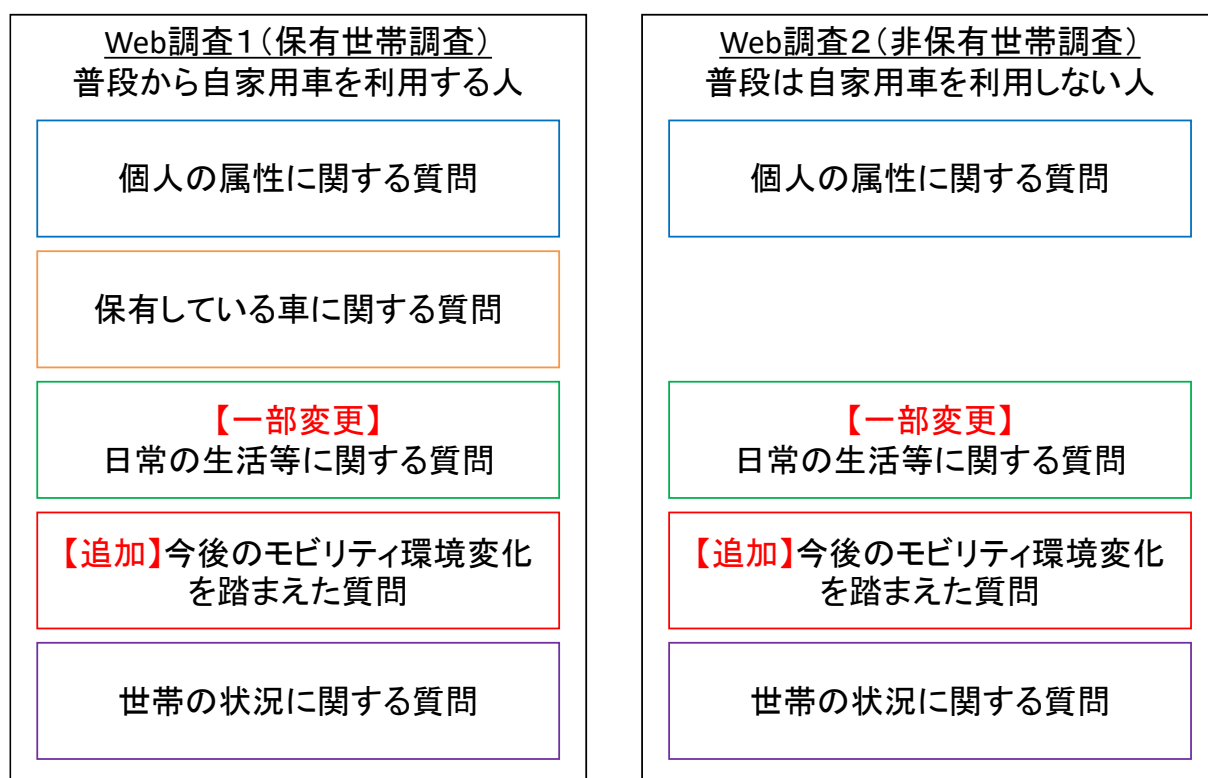 Web調査１（保有世帯調査）
普段から自家用車を利用する人
個人の属性に関する質問
保有している車に関する質問
【一部変更】
日常の生活等に関する質問
【追加】今後のモビリティ環境変化
を踏まえた質問
世帯の状況に関する質問
Web調査２（非保有世帯調査）
普段は自家用車を利用しない人
個人の属性に関する質問
【一部変更】
日常の生活等に関する質問
【追加】今後のモビリティ環境変化
を踏まえた質問
世帯の状況に関する質問